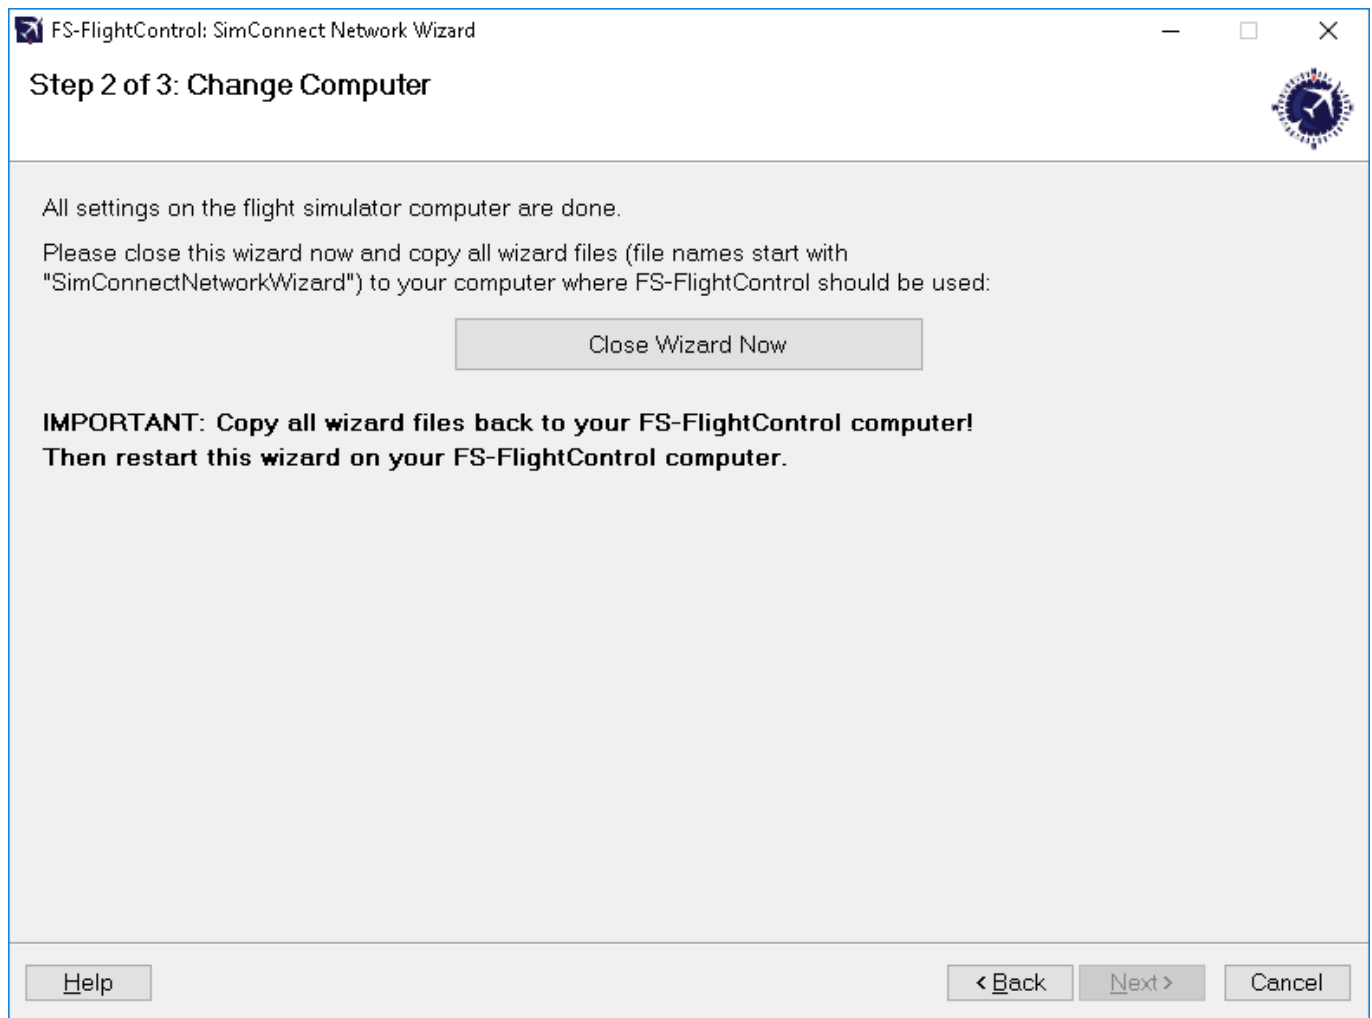 FS-FlightControl: SimConnect Network Wizard
Step 2 of 3: Change Computer
All settings on the flight simulator computer are done.
Please close this wizard now and copy all wizard files (file names start with
"SimConnectNetworkWizard") to your computer where FS-FlightControl should be used:
Close Wizard Now
IMPORTANT: Copy all wizard files back to your FS-FlightControl computer!
Then restart this wizard on your FS-FlightControl computer.
Help
< Back
Next >
Cancel